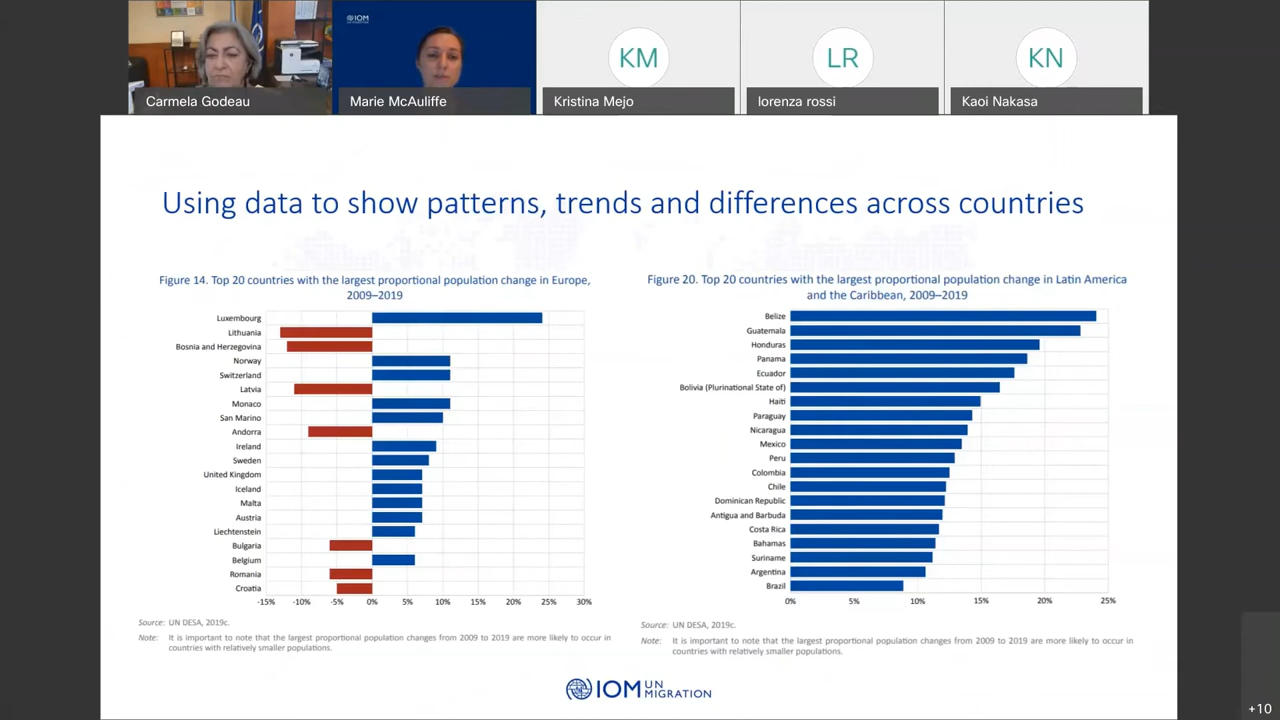 IOM
UN MIGRATION
KM
LR
KN
Carmela Godeau
Marie McAuliffe
Kristina Mejo
lorenza rossi
Kaoi Nakasa
Using data to show patterns, trends and differences across countries
Figure 14. Top 20 countries with the largest proportional population change in Europe,
2009–2019
Luxembourg
Lithuania
Bosnia and Herzegovina
Norway
Switzerland
Latvia
Monaco
San Marino
Andorra
Ireland
Sweden
United Kingdom
Iceland
Malta
Austria
Liechtenstein
Bulgaria
Belgium
Romania
Croatia
-15% -10% -5% 0% 5% 10% 15% 20% 25% 30%
Source: UN DESA, 2019c.
Note: It is important to note that the largest proportional population changes from 2009 to 2019 are more likely to occur in
countries with relatively smaller populations.
Figure 20. Top 20 countries with the largest proportional population change in Latin America
and the Caribbean, 2009–2019
Belize
Guatemala
Honduras
Panama
Ecuador
Bolivia (Plurinational State of)
Haiti
Paraguay
Nicaragua
Mexico
Peru
Colombia
Chile
Dominican Republic
Antigua and Barbuda
Costa Rica
Bahamas
Suriname
Argentina
Brazil
0% 5% 10% 15% 20% 25%
Source: UN DESA, 2019c.
Note: It is important to note that the largest proportional population changes from 2009 to 2019 are more likely to occur in
countries with relatively smaller populations.
IOM UN
MIGRATION
+10